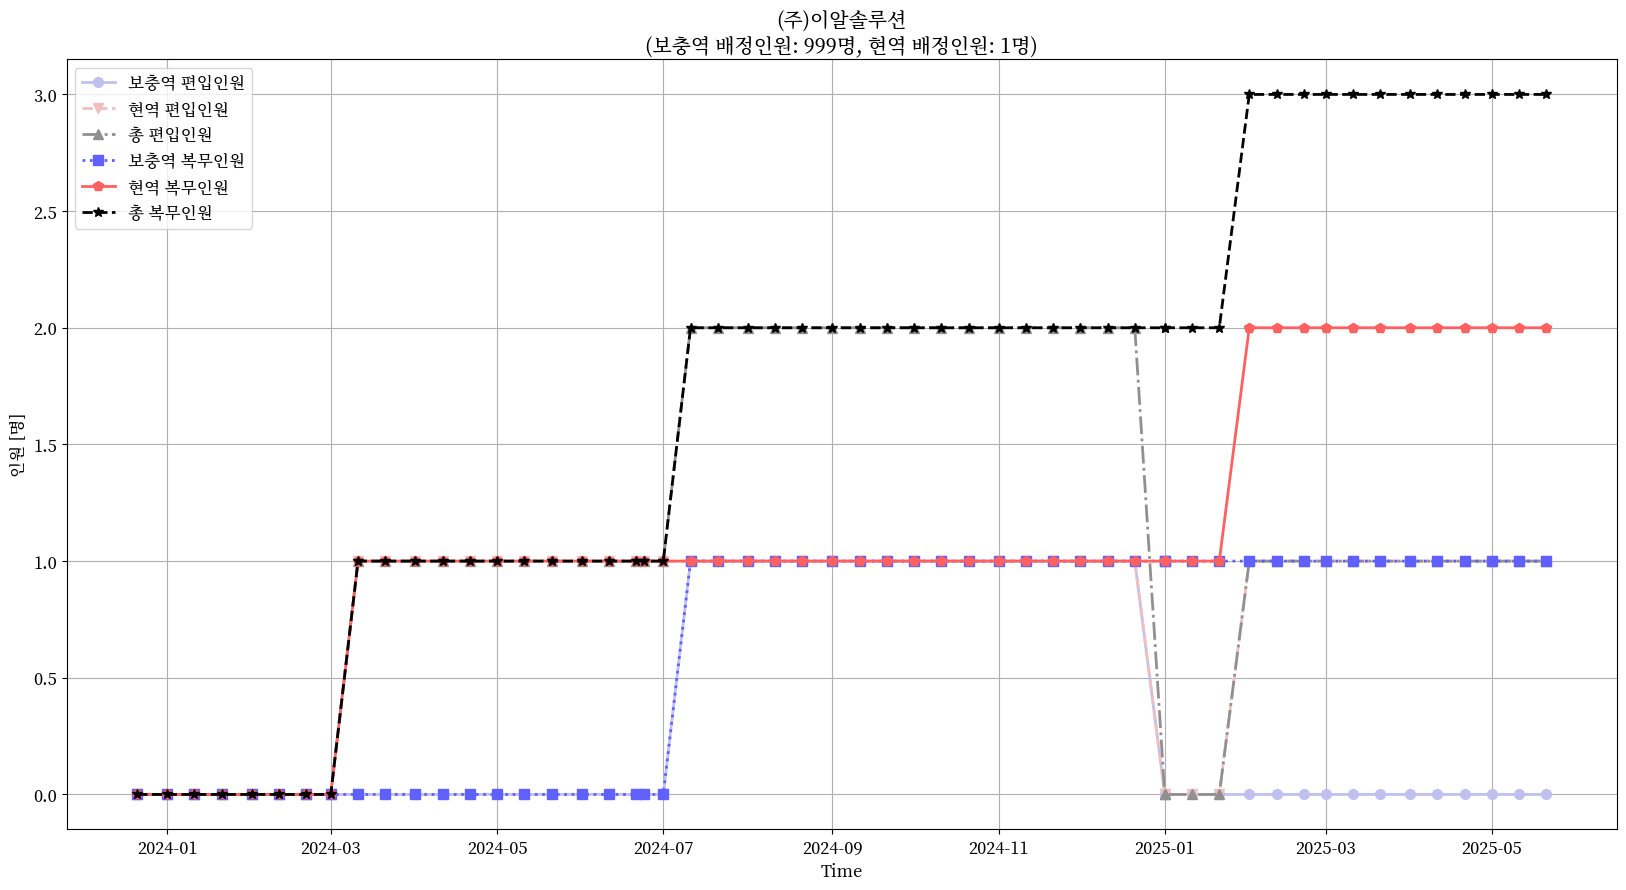 (주)이알솔루션
(보충역 배정인원: 999명, 현역 배정인원: 1명)
보충역 편입인원
현역 편입인원
총 편입인원
보충역 복무인원
현역 복무인원
총 복무인원
3.0
2.5
2.0
1.5
1.0
0.5
0.0
인원 [명]
2024-01
2024-03
2024-05
2024-07
2024-09
2024-11
2025-01
2025-03
2025-05
Time